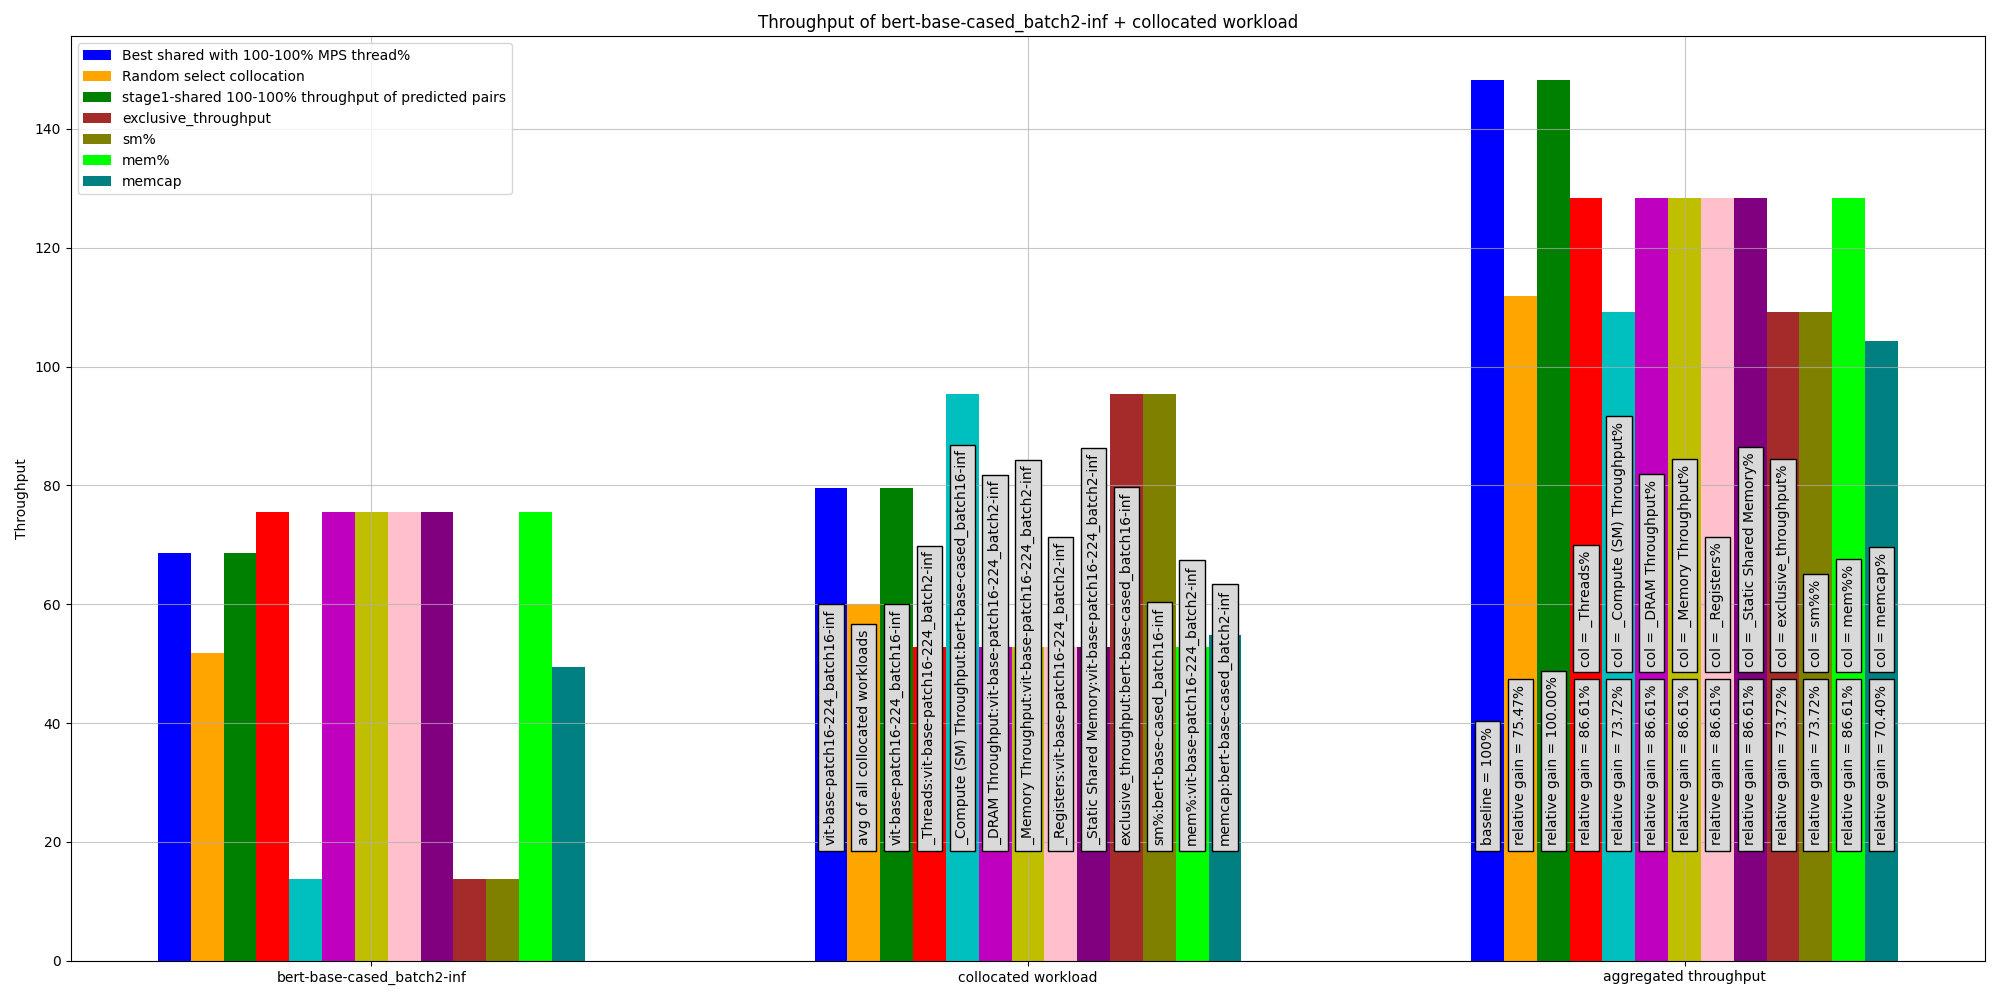 Throughput of bert-base-cased_batch2-inf + collocated workload
Best shared with 100-100% MPS thread%
Random select collocation
stage1-shared 100-100% throughput of predicted pairs
exclusive_throughput
sm%
mem%
memcap
Throughput
140
120
100
80
60
40
20
0
vit-base-patch16-224_batch16-inf
avg of all collocated workloads
vit-base-patch16-224_batch16-inf
_Threads:vit-base-patch16-224_batch2-inf
_Compute (SM) Throughput:bert-base-cased_batch16-inf
_DRAM Throughput:vit-base-patch16-224_batch2-inf
_Memory Throughput:vit-base-patch16-224_batch2-inf
_Registers:vit-base-patch16-224_batch2-inf
_Static Shared Memory:vit-base-patch16-224_batch2-inf
exclusive_throughput:bert-base-cased_batch16-inf
sm%:bert-base-cased_batch16-inf
mem%:vit-base-patch16-224_batch2-inf
memcap:bert-base-cased_batch2-inf
col = _Threads%
col = _Compute (SM) Throughput%
col = _DRAM Throughput%
col = _Memory Throughput%
col = _Registers%
col = _Static Shared Memory%
col = exclusive_throughput%
col = sm%%
col = mem%%
col = memcap%
baseline = 100%
relative gain = 75.47%
relative gain = 100.00%
relative gain = 86.61%
relative gain = 73.72%
relative gain = 86.61%
relative gain = 86.61%
relative gain = 86.61%
relative gain = 86.61%
relative gain = 73.72%
relative gain = 73.72%
relative gain = 86.61%
relative gain = 70.40%
bert-base-cased_batch2-inf
collocated workload
aggregated throughput